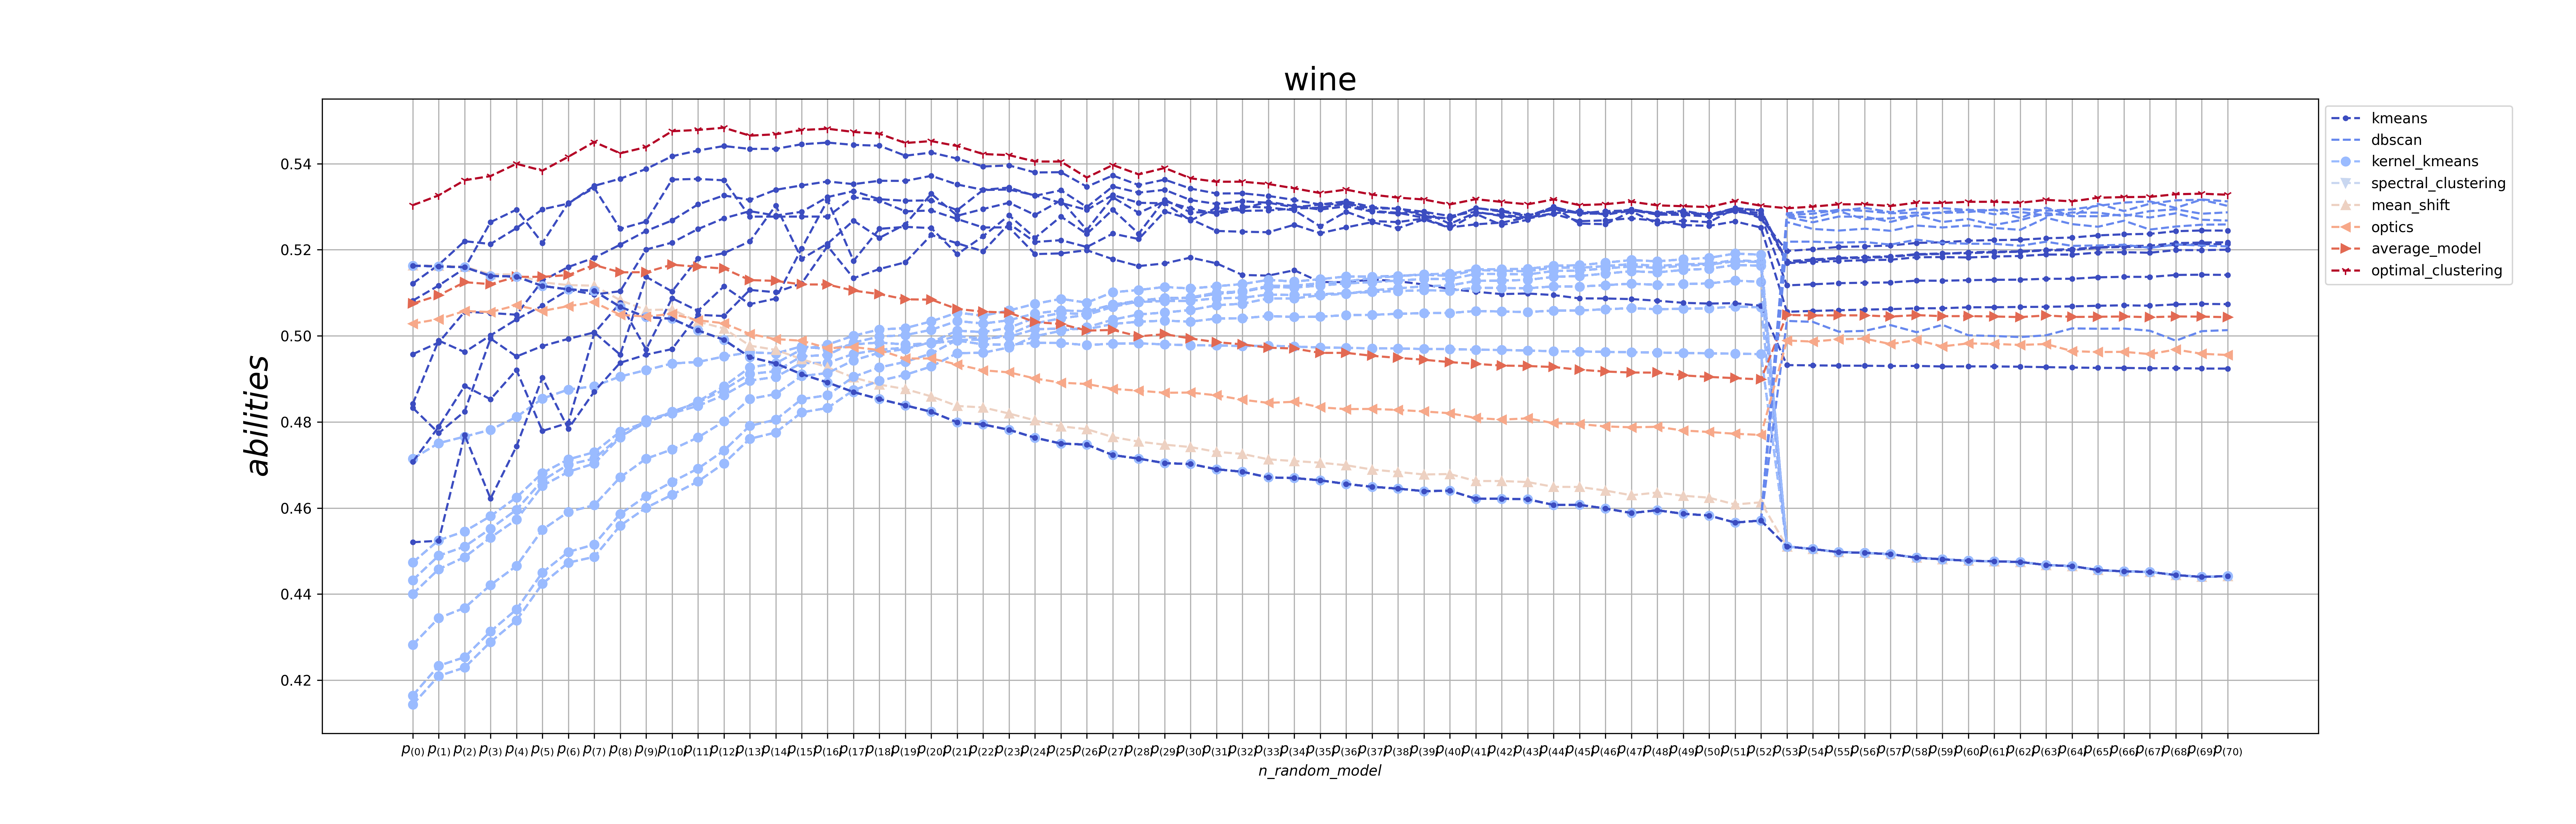 wine
abilities
0.54
0.52
0.50
0.48
0.46
0.44
0.42
p(0) p(1) p(2) p(3) p(4) p(5) p(6) p(7) p(8) p(9) p(10) p(11) p(12) p(13) p(14) p(15) p(16) p(17) p(18) p(19) p(20) p(21) p(22) p(23) p(24) p(25) p(26) p(27) p(28) p(29) p(30) p(31) p(32) p(33) p(34) p(35) p(36) p(37) p(38) p(39) p(40) p(41) p(42) p(43) p(44) p(45) p(46) p(47) p(48) p(49) p(50) p(51) p(52) p(53) p(54) p(55) p(56) p(57) p(58) p(59) p(60) p(61) p(62) p(63) p(64) p(65) p(66) p(67) p(68) p(69) p(70)
n_random_model
kmeans
dbscan
kernel_kmeans
spectral_clustering
mean_shift
optics
average_model
optimal_clustering